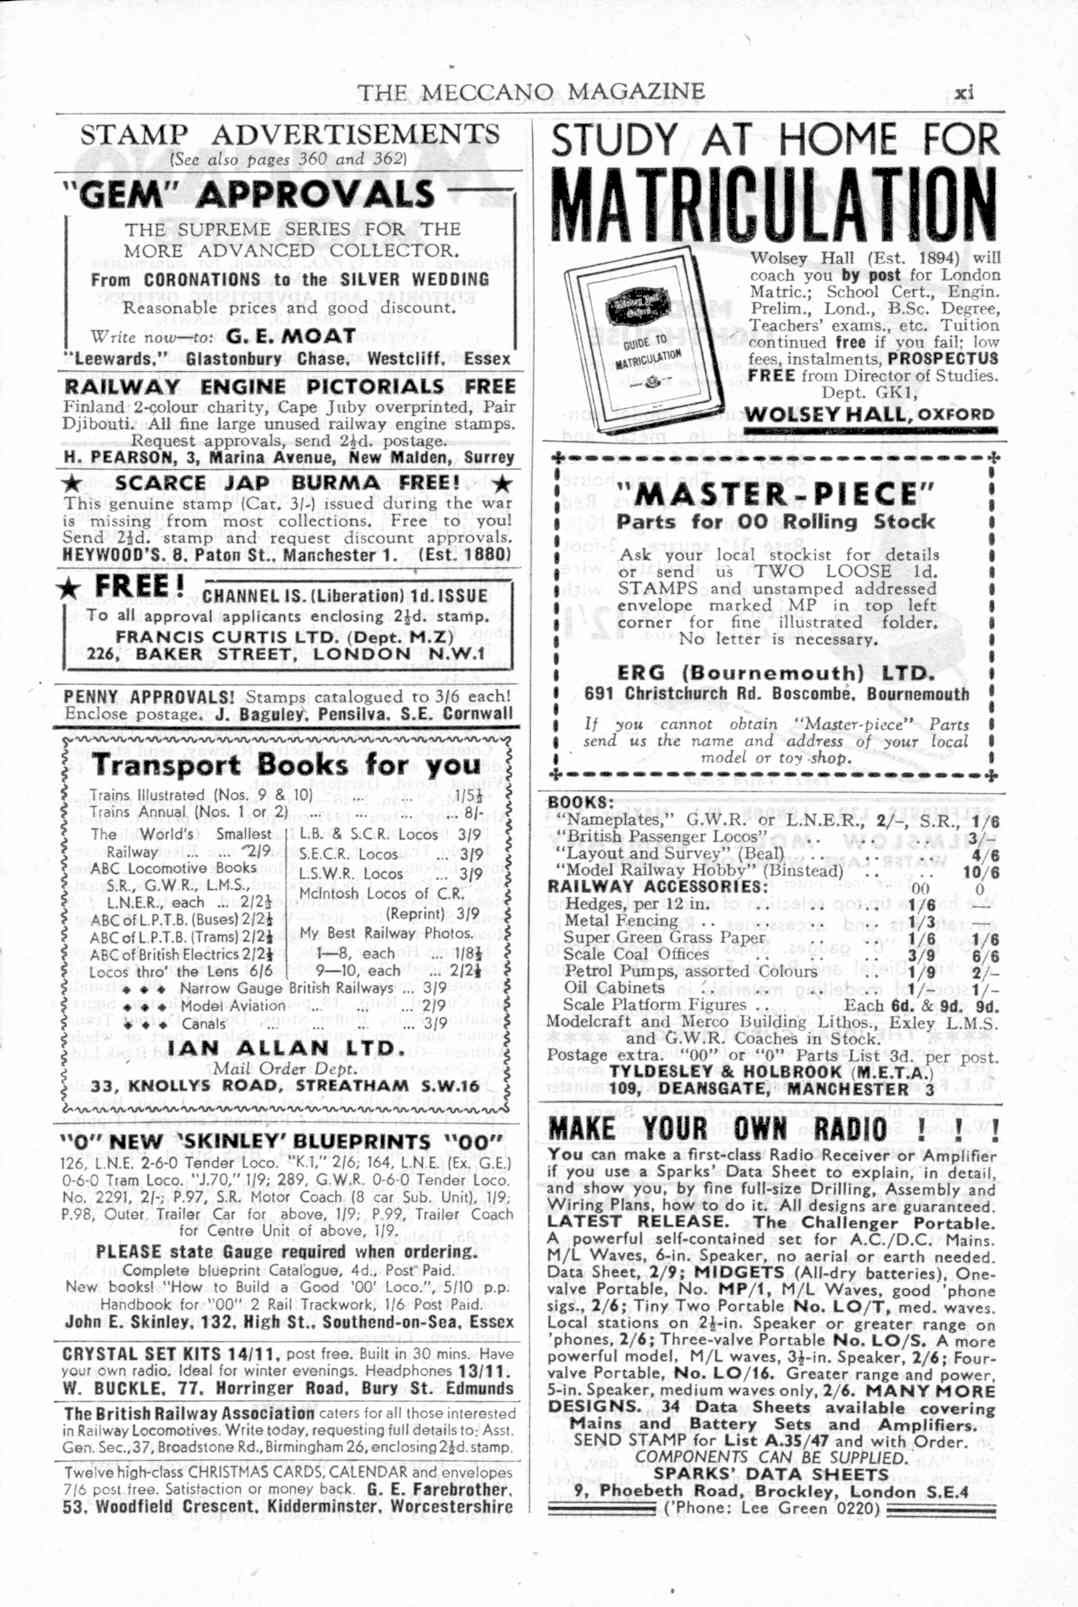 THE MECCANO MAGAZINE xi
STAMP ADVERTISEMENTS
(See also pages 360 and 362)
"GEM" APPROVALS
THE SUPREME SERIES FOR THE
MORE ADVANCED COLLECTOR.
From CORONATIONS to the SILVER WEDDING
Reasonable prices and good discount.
Write now—to: G. E. MOAT
"Leewards," Glastonbury Chase, Westcliff, Essex
RAILWAY ENGINE PICTORIALS FREE
Finland 2-colour charity, Cape Juby overprinted, Pair
Djibouti. All fine large unused railway engine stamps.
Request approvals, send 2½d. postage.
H. PEARSON, 3, Marina Avenue, New Malden, Surrey
★ SCARCE JAP BURMA FREE! ★
This genuine stamp (Cat. 3/-) issued during the war
is missing from most collections. Free to you!
Send 2½d. stamp and request discount approvals.
HEYWOOD'S, 8, Paton St., Manchester 1. (Est. 1880)
★ FREE! CHANNEL IS. (Liberation) 1d. ISSUE
To all approval applicants enclosing 2½d. stamp.
FRANCIS CURTIS LTD. (Dept. M.Z)
226, BAKER STREET, LONDON N.W.1
PENNY APPROVALS! Stamps catalogued to 3/6 each!
Enclose postage. J. Baguley, Pensilva, S.E. Cornwall
Transport Books for you
Trains Illustrated (Nos. 9 & 10) ... ... 1/5½
Trains Annual (Nos. 1 or 2) ... ... ... 8/-
The World's Smallest
Railway ... ... 2/9
ABC Locomotive Books
S.R., G.W.R., L.M.S.,
L.N.E.R., each ... 2/2½
ABC of L.P.T.B. (Buses) 2/2½
ABC of L.P.T.B. (Trams) 2/2½
ABC of British Electrics 2/2½
Locos thro' the Lens 6/6
L.B. & S.C.R. Locos 3/9
S.E.C.R. Locos ... 3/9
L.S.W.R. Locos ... 3/9
McIntosh Locos of C.R.
(Reprint) 3/9
My Best Railway Photos.
1—8, each ... 1/8½
9—10, each ... 2/2½
♦ ♦ ♦ Narrow Gauge British Railways ... 3/9
♦ ♦ ♦ Model Aviation ... ... ... 2/9
♦ ♦ ♦ Canals ... ... ... ... 3/9
IAN ALLAN LTD.
Mail Order Dept.
33, KNOLLYS ROAD, STREATHAM S.W.16
"O" NEW 'SKINLEY' BLUEPRINTS "OO"
126, L.N.E. 2-6-0 Tender Loco. "K.1," 2/6; 164, L.N.E. (Ex. G.E.)
0-6-0 Tram Loco. "J.70," 1/9; 289, G.W.R. 0-6-0 Tender Loco.
No. 2291, 2/-; P.97, S.R. Motor Coach (8 car Sub. Unit), 1/9;
P.98, Outer Trailer Car for above, 1/9; P.99, Trailer Coach
for Centre Unit of above, 1/9.
PLEASE state Gauge required when ordering.
Complete blueprint Catalogue, 4d., Post Paid.
New books! "How to Build a Good '00' Loco.", 5/10 p.p.
Handbook for "00" 2 Rail Trackwork, 1/6 Post Paid.
John E. Skinley, 132, High St., Southend-on-Sea, Essex
CRYSTAL SET KITS 14/11, post free. Built in 30 mins. Have
your own radio. Ideal for winter evenings. Headphones 13/11.
W. BUCKLE, 77, Horringer Road, Bury St. Edmunds
The British Railway Association caters for all those interested
in Railway Locomotives. Write today, requesting full details to: Asst.
Gen. Sec., 37, Broadstone Rd., Birmingham 26, enclosing 2½d. stamp.
Twelve high-class CHRISTMAS CARDS, CALENDAR and envelopes
7/6 post free. Satisfaction or money back. G. E. Farebrother,
53, Woodfield Crescent, Kidderminster, Worcestershire
STUDY AT HOME FOR
MATRICULATION
GUIDE TO
MATRICULATION
Wolsey Hall (Est. 1894) will
coach you by post for London
Matric.; School Cert., Engin.
Prelim., Lond., B.Sc. Degree,
Teachers' exams., etc. Tuition
continued free if you fail; low
fees, instalments, PROSPECTUS
FREE from Director of Studies.
Dept. GK1,
WOLSEY HALL, OXFORD
"MASTER-PIECE"
Parts for OO Rolling Stock
Ask your local stockist for details
or send us TWO LOOSE 1d.
STAMPS and unstamped addressed
envelope marked MP in top left
corner for fine illustrated folder.
No letter is necessary.
ERG (Bournemouth) LTD.
691 Christchurch Rd. Boscombe, Bournemouth
If you cannot obtain "Master-piece" Parts
send us the name and address of your local
model or toy shop.
BOOKS:
"Nameplates," G.W.R. or L.N.E.R., 2/-, S.R., 1/6
"British Passenger Locos" .. .. .. 3/-
"Layout and Survey" (Beal) .. .. .. 4/6
"Model Railway Hobby" (Binstead) .. .. 10/6
RAILWAY ACCESSORIES: 00 0
Hedges, per 12 in. .. .. .. 1/6 —
Metal Fencing .. .. .. .. 1/3 —
Super Green Grass Paper .. .. 1/6 1/6
Scale Coal Offices .. .. .. 3/9 6/6
Petrol Pumps, assorted Colours .. 1/9 2/-
Oil Cabinets .. .. .. .. 1/- 1/-
Scale Platform Figures .. Each 6d. & 9d. 9d.
Modelcraft and Merco Building Lithos., Exley L.M.S.
and G.W.R. Coaches in Stock.
Postage extra. "00" or "0" Parts List 3d. per post.
TYLDESLEY & HOLBROOK (M.E.T.A.)
109, DEANSGATE, MANCHESTER 3
MAKE YOUR OWN RADIO ! ! !
You can make a first-class Radio Receiver or Amplifier
if you use a Sparks' Data Sheet to explain, in detail,
and show you, by fine full-size Drilling, Assembly and
Wiring Plans, how to do it. All designs are guaranteed.
LATEST RELEASE. The Challenger Portable.
A powerful self-contained set for A.C./D.C. Mains.
M/L Waves, 6-in. Speaker, no aerial or earth needed.
Data Sheet, 2/9; MIDGETS (All-dry batteries), One-
valve Portable, No. MP/1, M/L Waves, good 'phone
sigs., 2/6; Tiny Two Portable No. LO/T, med. waves.
Local stations on 2½-in. Speaker or greater range on
'phones, 2/6; Three-valve Portable No. LO/S. A more
powerful model, M/L waves, 3½-in. Speaker, 2/6; Four-
valve Portable, No. LO/16. Greater range and power,
5-in. Speaker, medium waves only, 2/6. MANY MORE
DESIGNS. 34 Data Sheets available covering
Mains and Battery Sets and Amplifiers.
SEND STAMP for List A.35/47 and with Order.
COMPONENTS CAN BE SUPPLIED.
SPARKS' DATA SHEETS
9, Phoebeth Road, Brockley, London S.E.4
('Phone: Lee Green 0220)